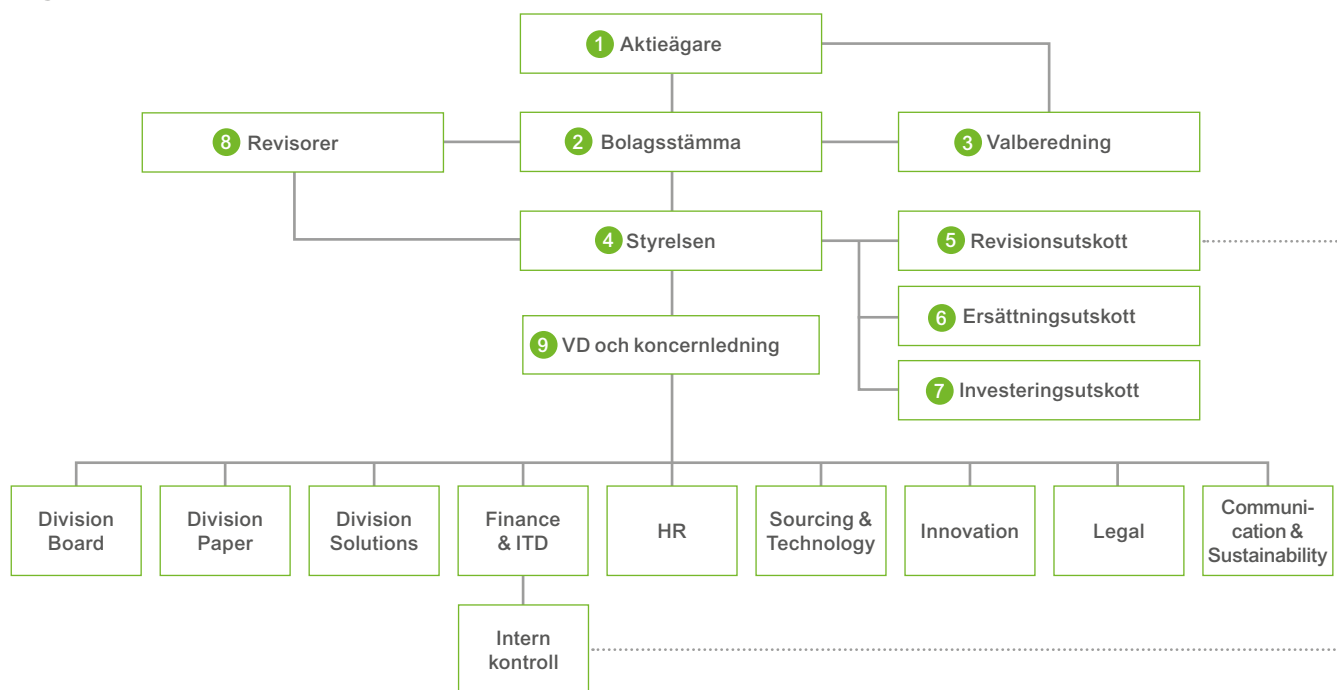 1 Aktieägare
8 Revisorer
2 Bolagsstämma
3 Valberedning
4 Styrelsen
5 Revisionsutskott
6 Ersättningsutskott
9 VD och koncernledning
7 Investeringsutskott
Division
Board
Division
Paper
Division
Solutions
Finance
& ITD
HR
Sourcing &
Technology
Innovation
Legal
Communi-
cation &
Sustainability
Intern
kontroll